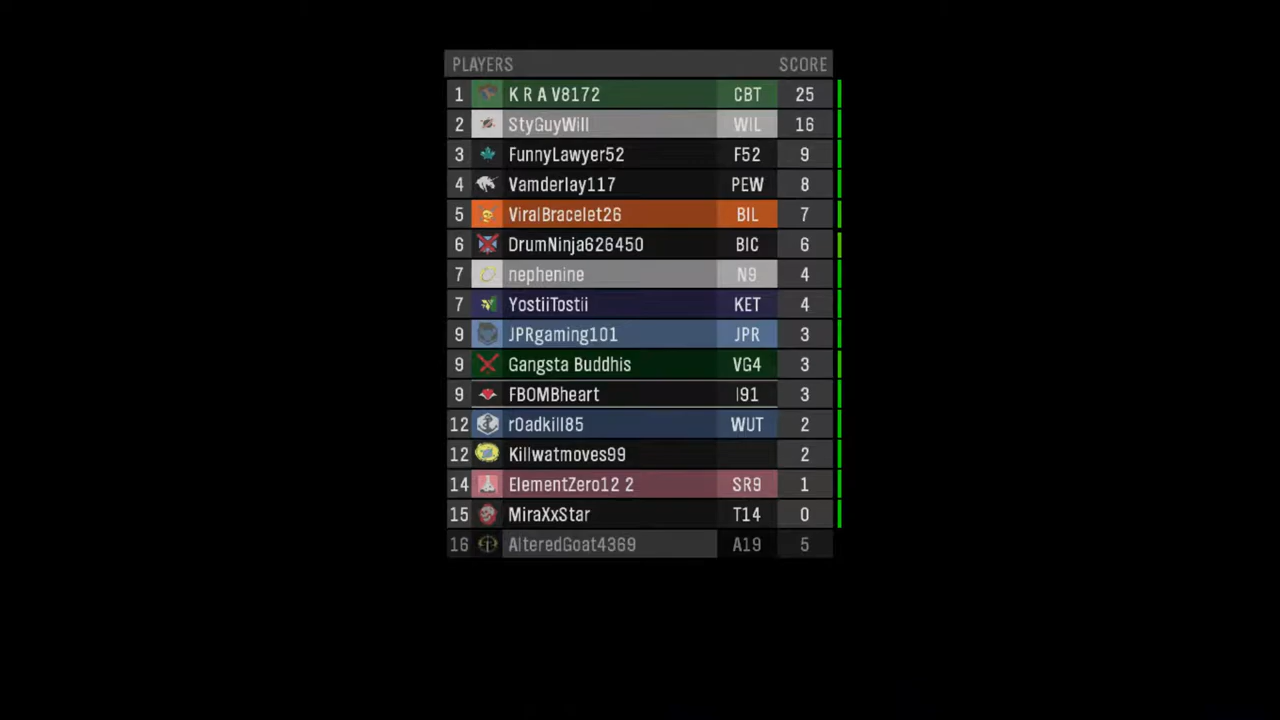 PLAYERS SCORE
1 K R A V8172 CBT 25
2 StyGuyWill WIL 16
3 FunnyLawyer52 F52 9
4 Vamderlay117 PEW 8
5 ViralBracelet26 BIL 7
6 DrumNinja626450 BIC 6
7 nephenine N9 4
7 YostiiTostii KET 4
9 JPRgaming101 JPR 3
9 Gangsta Buddhis VG4 3
9 FBOMBheart I91 3
12 r0adkill85 WUT 2
12 Killwatmoves99 2
14 ElementZero12 2 SR9 1
15 MiraXxStar T14 0
16 AlteredGoat4369 A19 5